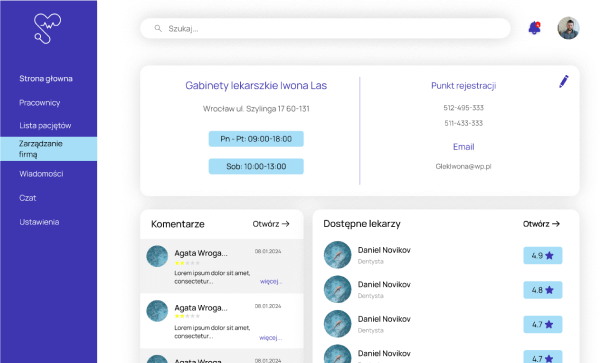 Szukaj...
Strona głowna
Pracownicy
Lista pacjętów
Zarządzanie
firmą
Wiadomości
Czat
Ustawienia
Gabinety lekarszkie Iwona Las
Wrocław ul. Szylinga 17 60-131
Pn - Pt: 09:00-18:00
Sob: 10:00-13:00
Punkt rejestracji
512-495-333
511-433-333
Email
GlekIwona@wp.pl
Komentarze
Otwórz →
Agata Wroga...
08.01.2024
Lorem ipsum dolor sit amet,
consectetur...
więcej..
Agata Wroga...
08.01.2024
Lorem ipsum dolor sit amet,
consectetur...
więcej..
Agata Wroga...
08.01.2024
Dostępne lekarzy
Otwórz →
Daniel Novikov
Dentysta
4.9
Daniel Novikov
Dentysta
4.8
Daniel Novikov
Dentysta
4.7
Daniel Novikov
Dentysta
4.7